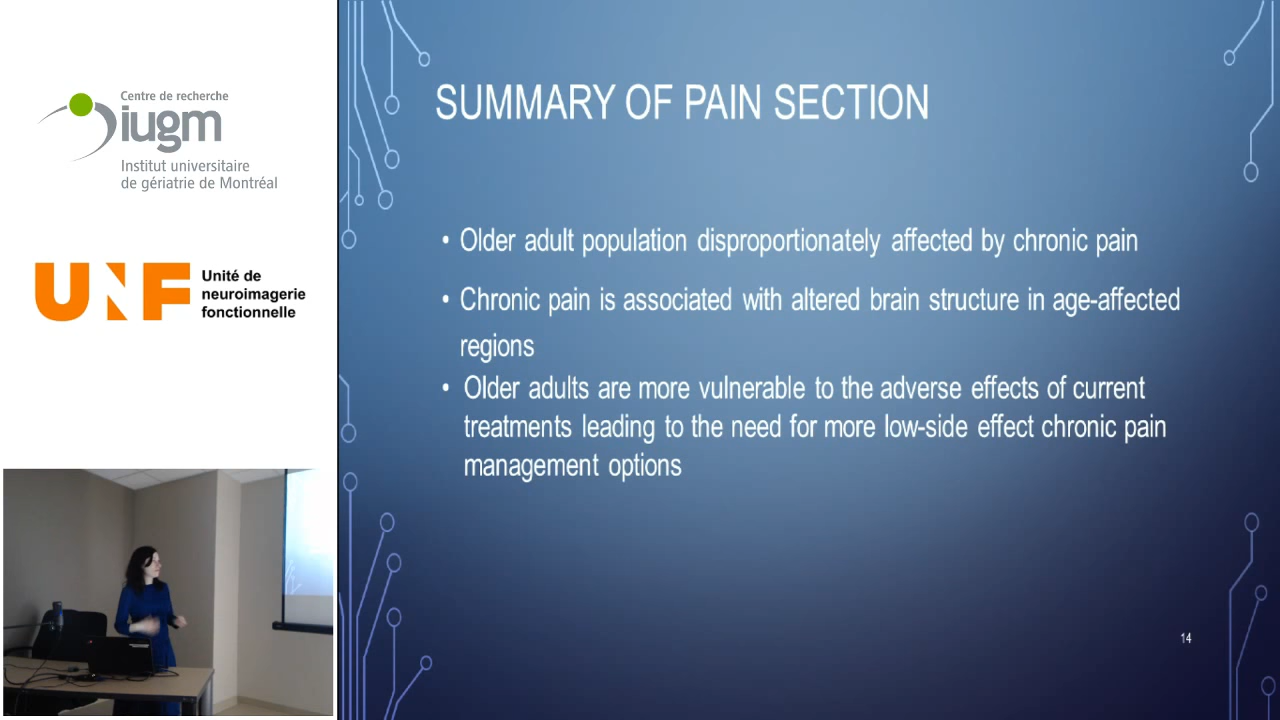 Centre de recherche
iugm
Institut universitaire
de gériatrie de Montréal
UNF
Unité de
neuroimagerie
fonctionnelle
SUMMARY OF PAIN SECTION
• Older adult population disproportionately affected by chronic pain
• Chronic pain is associated with altered brain structure in age-affected
regions
• Older adults are more vulnerable to the adverse effects of current
treatments leading to the need for more low-side effect chronic pain
management options
14